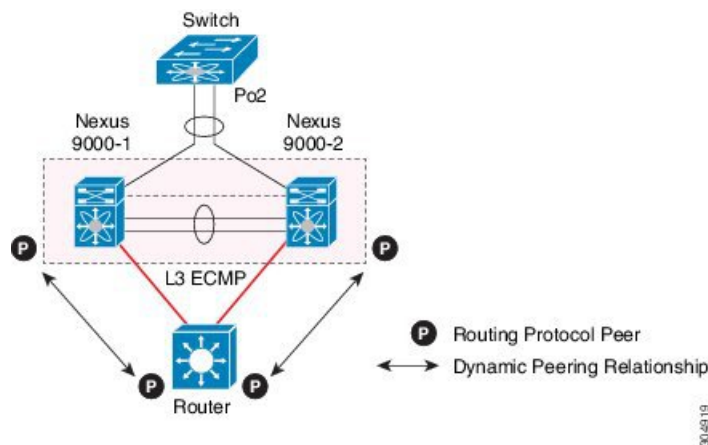 Switch
Po2
Nexus
9000-1
Nexus
9000-2
P
P
L3 ECMP
P
P
Router
P Routing Protocol Peer
Dynamic Peering Relationship
304919